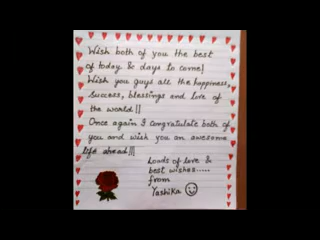 Wish both of you the best
of today & days to come!
Wish you guys all the happiness,
success, blessings and love of
the world!!
Once again I congratulate both of
you and wish you an awesome
life ahead!!!
Loads of love &
best wishes.....
from
Yashika